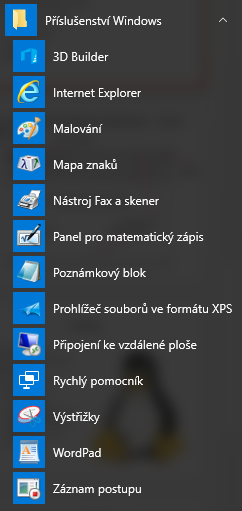 Příslušenství Windows
3D Builder
Internet Explorer
Malování
Mapa znaků
Nástroj Fax a skener
Panel pro matematický zápis
Poznámkový blok
Prohlížeč souborů ve formátu XPS
Připojení ke vzdálené ploše
Rychlý pomocník
Výstřižky
WordPad
Záznam postupu